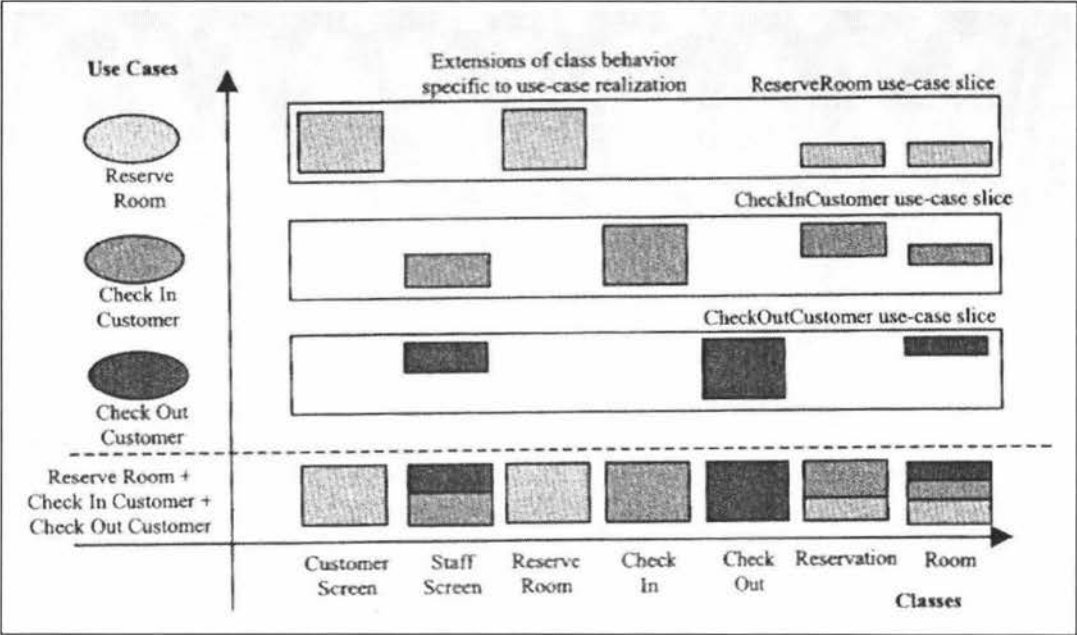 Use Cases
Extensions of class behavior
specific to use-case realization
ReserveRoom use-case slice
Reserve
Room
CheckInCustomer use-case slice
Check In
Customer
CheckOutCustomer use-case slice
Check Out
Customer
Reserve Room +
Check In Customer +
Check Out Customer
Customer
Screen
Staff
Screen
Reserve
Room
Check
In
Check
Out
Reservation
Room
Classes